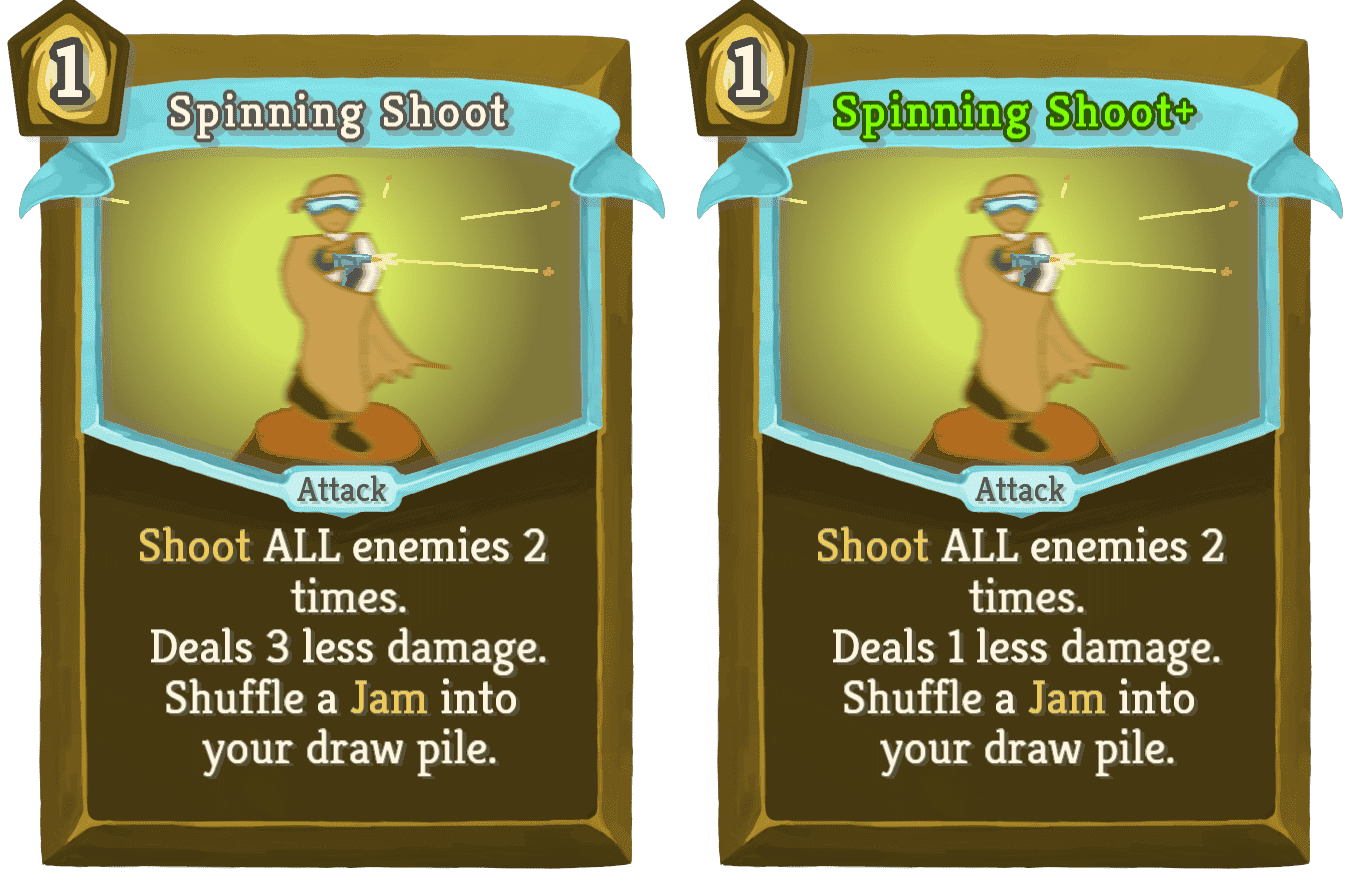 1
Spinning Shoot
Attack
Shoot ALL enemies 2
times.
Deals 3 less damage.
Shuffle a Jam into
your draw pile.
1
Spinning Shoot+
Attack
Shoot ALL enemies 2
times.
Deals 1 less damage.
Shuffle a Jam into
your draw pile.